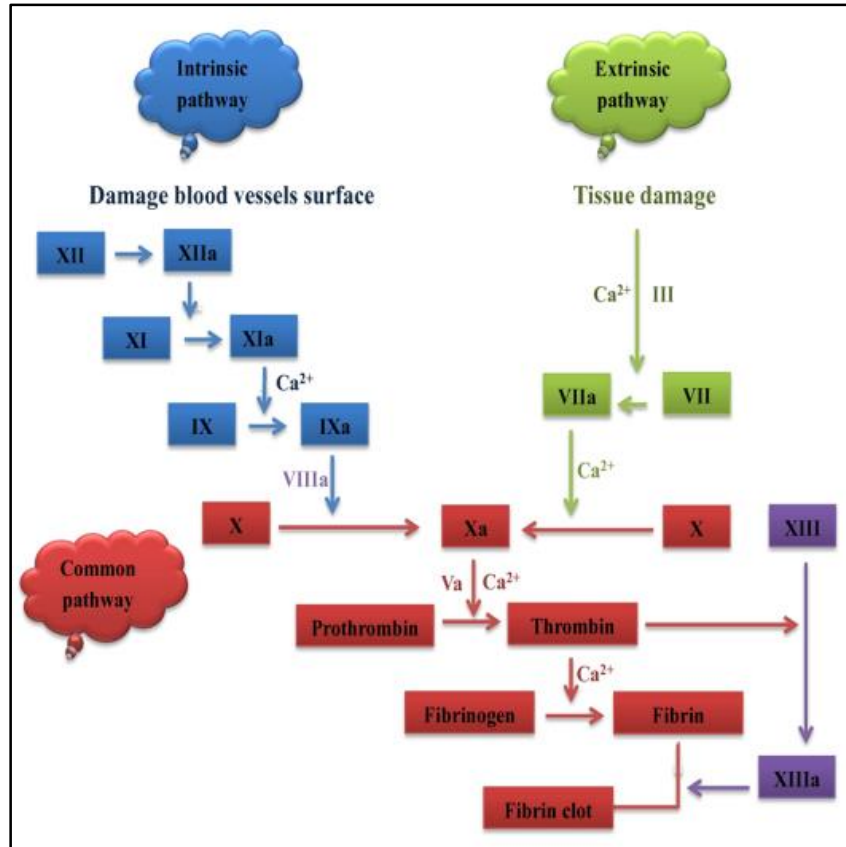 Intrinsic
pathway
Extrinsic
pathway
Damage blood vessels surface
Tissue damage
XII
XIIa
Ca²⁺
III
XI
XIa
Ca²⁺
VIIa
VII
IX
IXa
Ca²⁺
VIIIa
X
Xa
X
XIII
Common
pathway
Va
Ca²⁺
Prothrombin
Thrombin
Ca²⁺
Fibrinogen
Fibrin
XIIIa
Fibrin clot